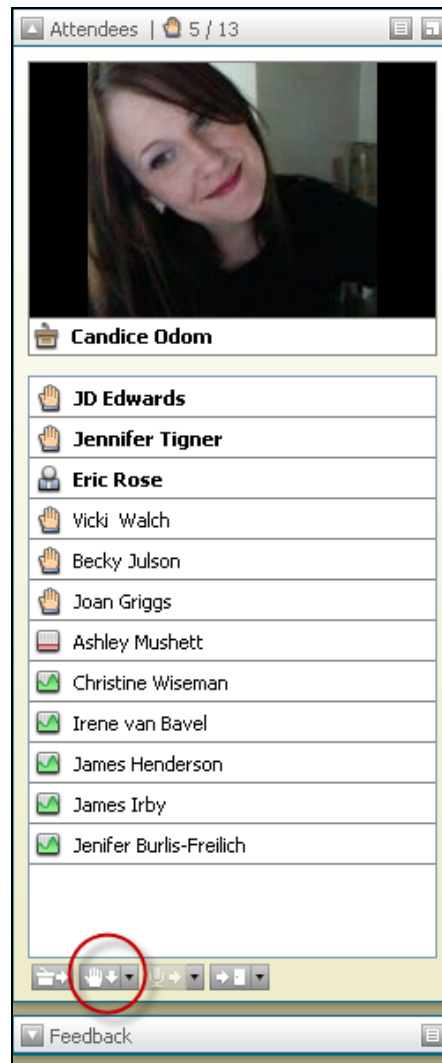 Attendees | 5 / 13
Candice Odom
JD Edwards
Jennifer Tigner
Eric Rose
Vicki Walch
Becky Julson
Joan Griggs
Ashley Mushett
Christine Wiseman
Irene van Bavel
James Henderson
James Irby
Jenifer Burlis-Freilich
Feedback